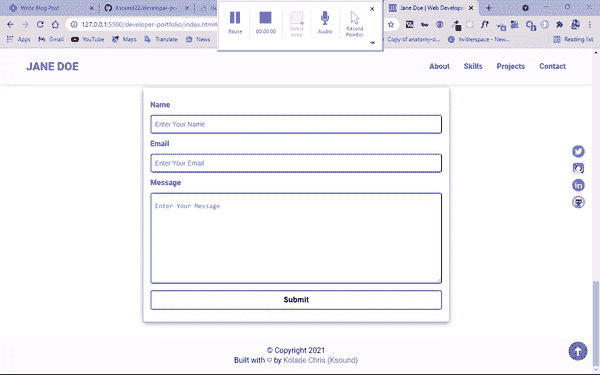 Write Blog Post
Ksound22/developer-po
Jane Doe | Web Develop
127.0.0.1:5500/developer-portfolio/index.html
Pause
00:00:00
Select Area
Audio
Record Pointer
Apps
Gmail
YouTube
Maps
Translate
News
Copy of anatomy-o...
twitterspace - New...
Reading list
JANE DOE
About Skills Projects Contact
Name
Enter Your Name
Email
Enter Your Email
Message
Enter Your Message
Submit
© Copyright 2021
Built with ♡ by Kolade Chris (Ksound)